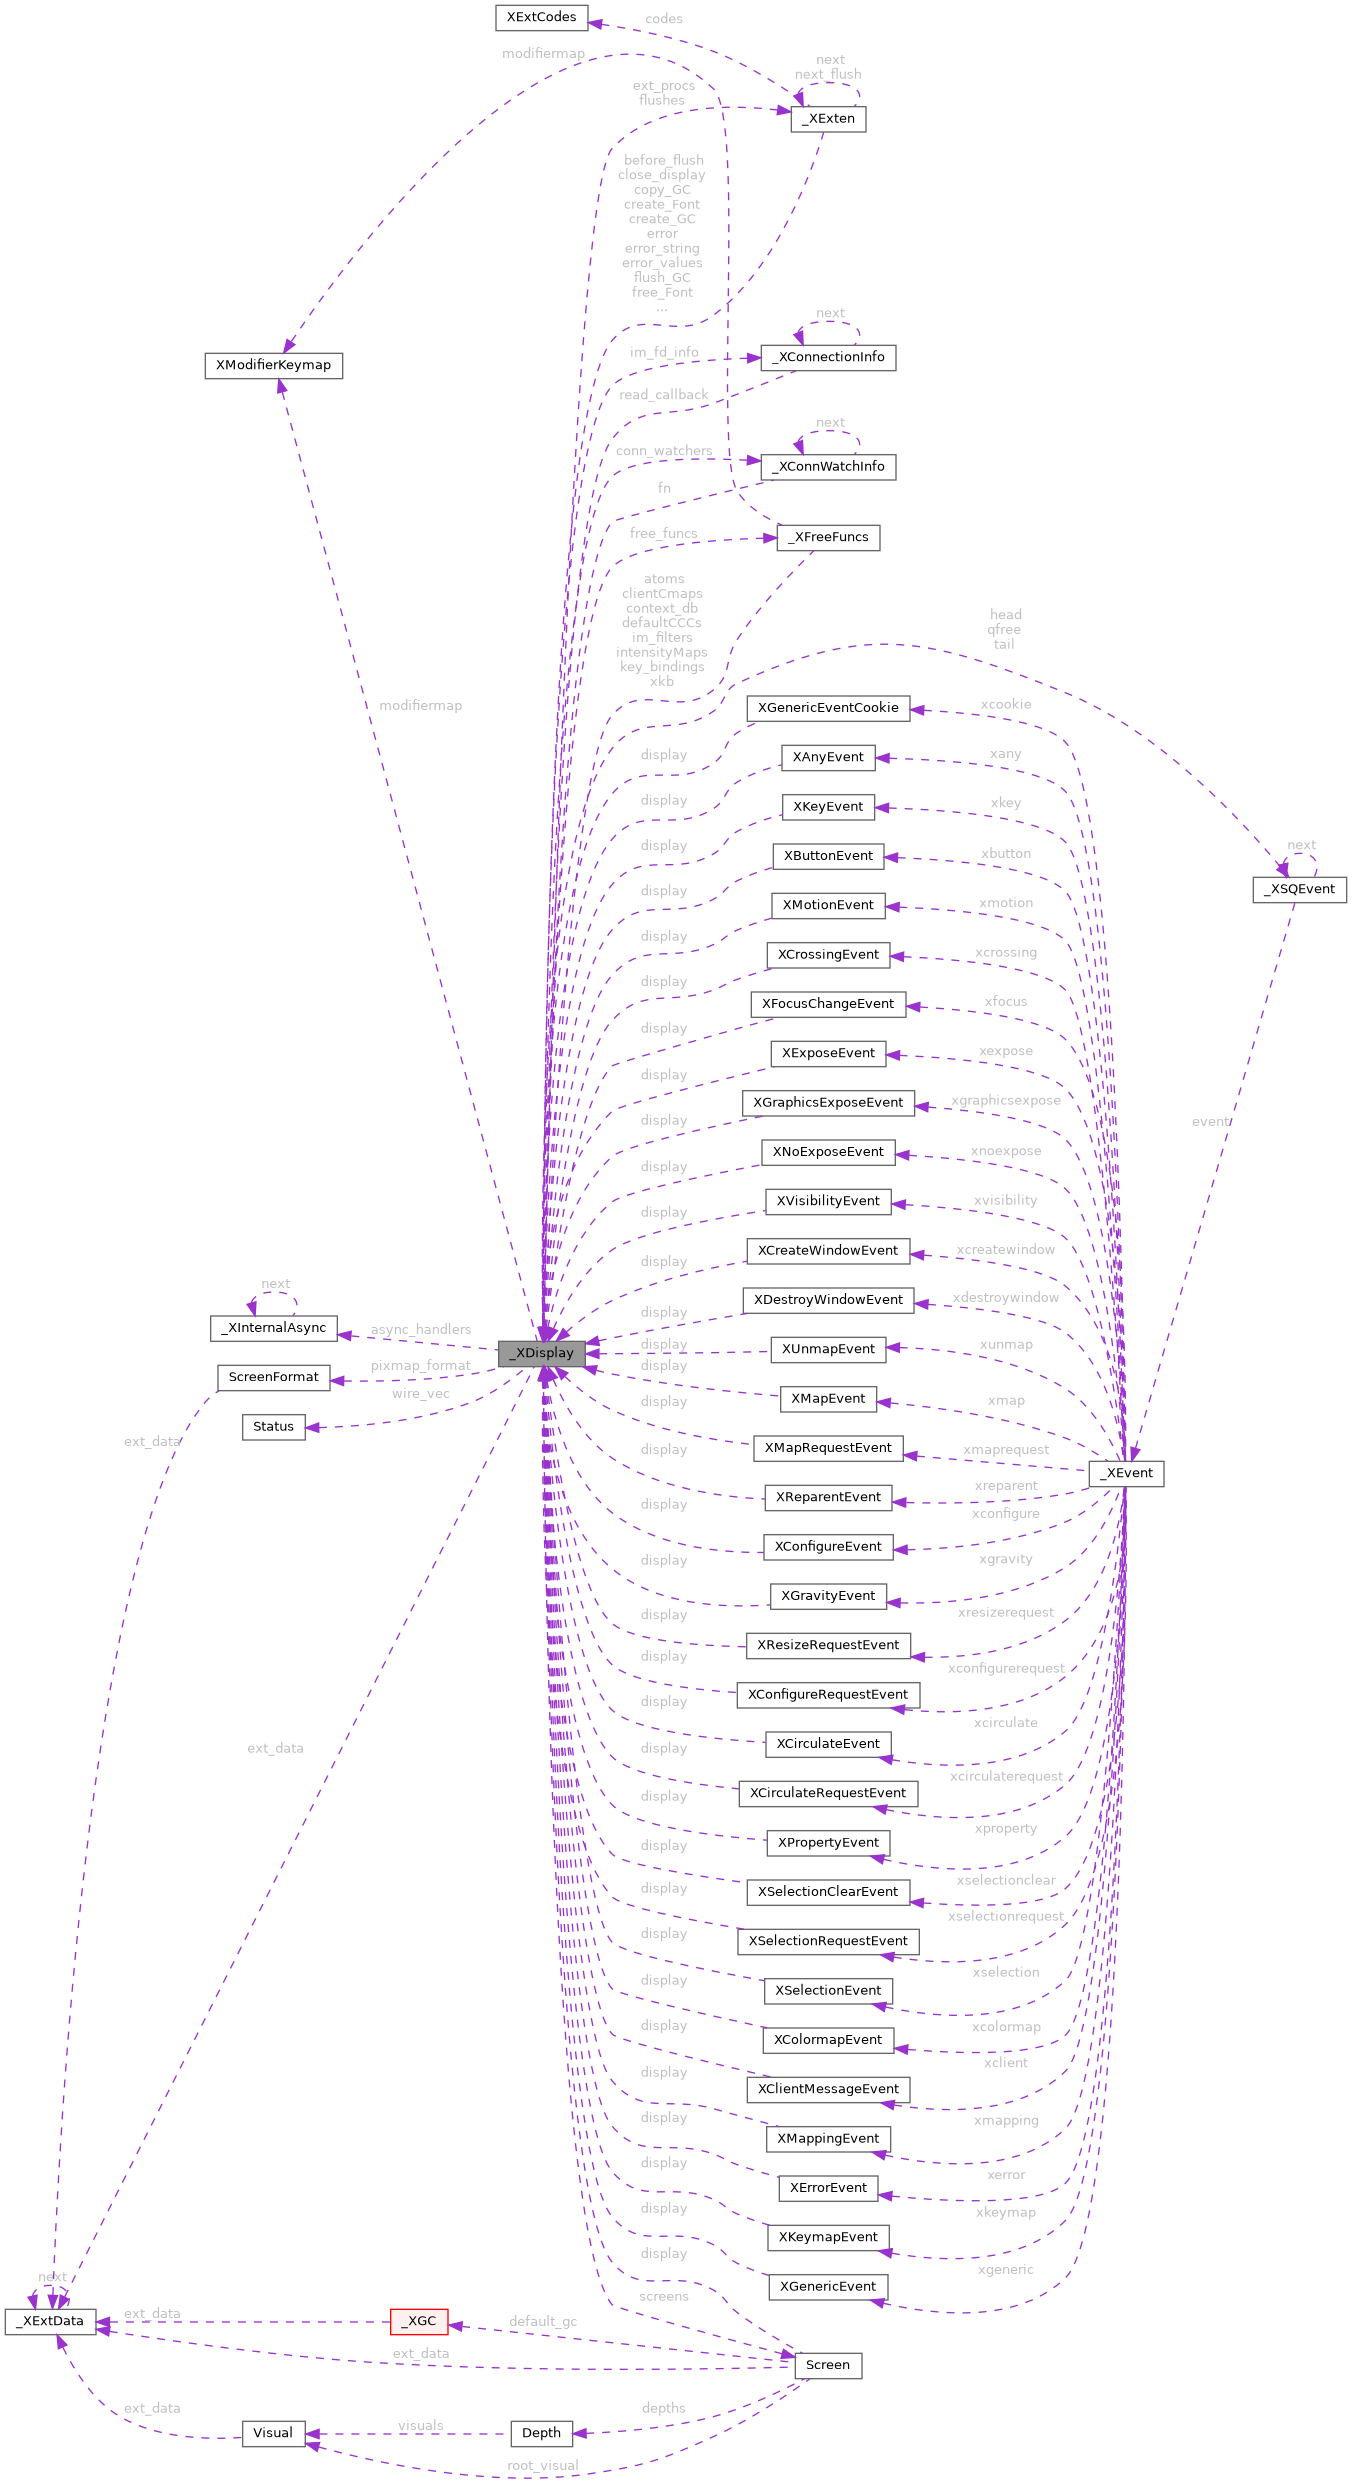 XExtCodes
codes
modifiermap
next
next_flush
ext_procs
flushes
_XExten
before_flush
close_display
copy_GC
create_Font
create_GC
error
error_string
error_values
flush_GC
free_Font
...
next
im_fd_info
_XConnectionInfo
XModifierKeymap
read_callback
next
conn_watchers
_XConnWatchInfo
fn
free_funcs
_XFreeFuncs
atoms
clientCmaps
context_db
defaultCCCs
im_filters
intensityMaps
key_bindings
xkb
head
qfree
tail
modifiermap
XGenericEventCookie
xcookie
display
XAnyEvent
xany
display
XKeyEvent
xkey
display
XButtonEvent
xbutton
next
_XSQEvent
display
XMotionEvent
xmotion
display
XCrossingEvent
xcrossing
display
XFocusChangeEvent
xfocus
display
XExposeEvent
xexpose
display
XGraphicsExposeEvent
xgraphicsexpose
display
event
XNoExposeEvent
xnoexpose
display
XVisibilityEvent
xvisibility
display
XCreateWindowEvent
xcreatewindow
display
next
XDestroyWindowEvent
xdestroywindow
display
_XInternalAsync
async_handlers
_XDisplay
display
XUnmapEvent
xunmap
display
pixmap_format
ScreenFormat
XMapEvent
xmap
wire_vec
display
Status
ext_data
XMapRequestEvent
xmaprequest
display
_XEvent
XReparentEvent
xreparent
display
xconfigure
XConfigureEvent
display
xgravity
XGravityEvent
display
xresizerequest
XResizeRequestEvent
display
xconfigurerequest
XConfigureRequestEvent
display
xcirculate
XCirculateEvent
ext_data
display
xcirculaterequest
XCirculateRequestEvent
display
xproperty
XPropertyEvent
display
xselectionclear
XSelectionClearEvent
display
xselectionrequest
XSelectionRequestEvent
display
xselection
XSelectionEvent
display
xcolormap
XColormapEvent
display
xclient
XClientMessageEvent
display
xmapping
XMappingEvent
display
xerror
XErrorEvent
display
xkeymap
XKeymapEvent
display
xgeneric
XGenericEvent
display
next
_XExtData
ext_data
_XGC
default_gc
screens
ext_data
Screen
ext_data
Visual
visuals
Depth
depths
root_visual